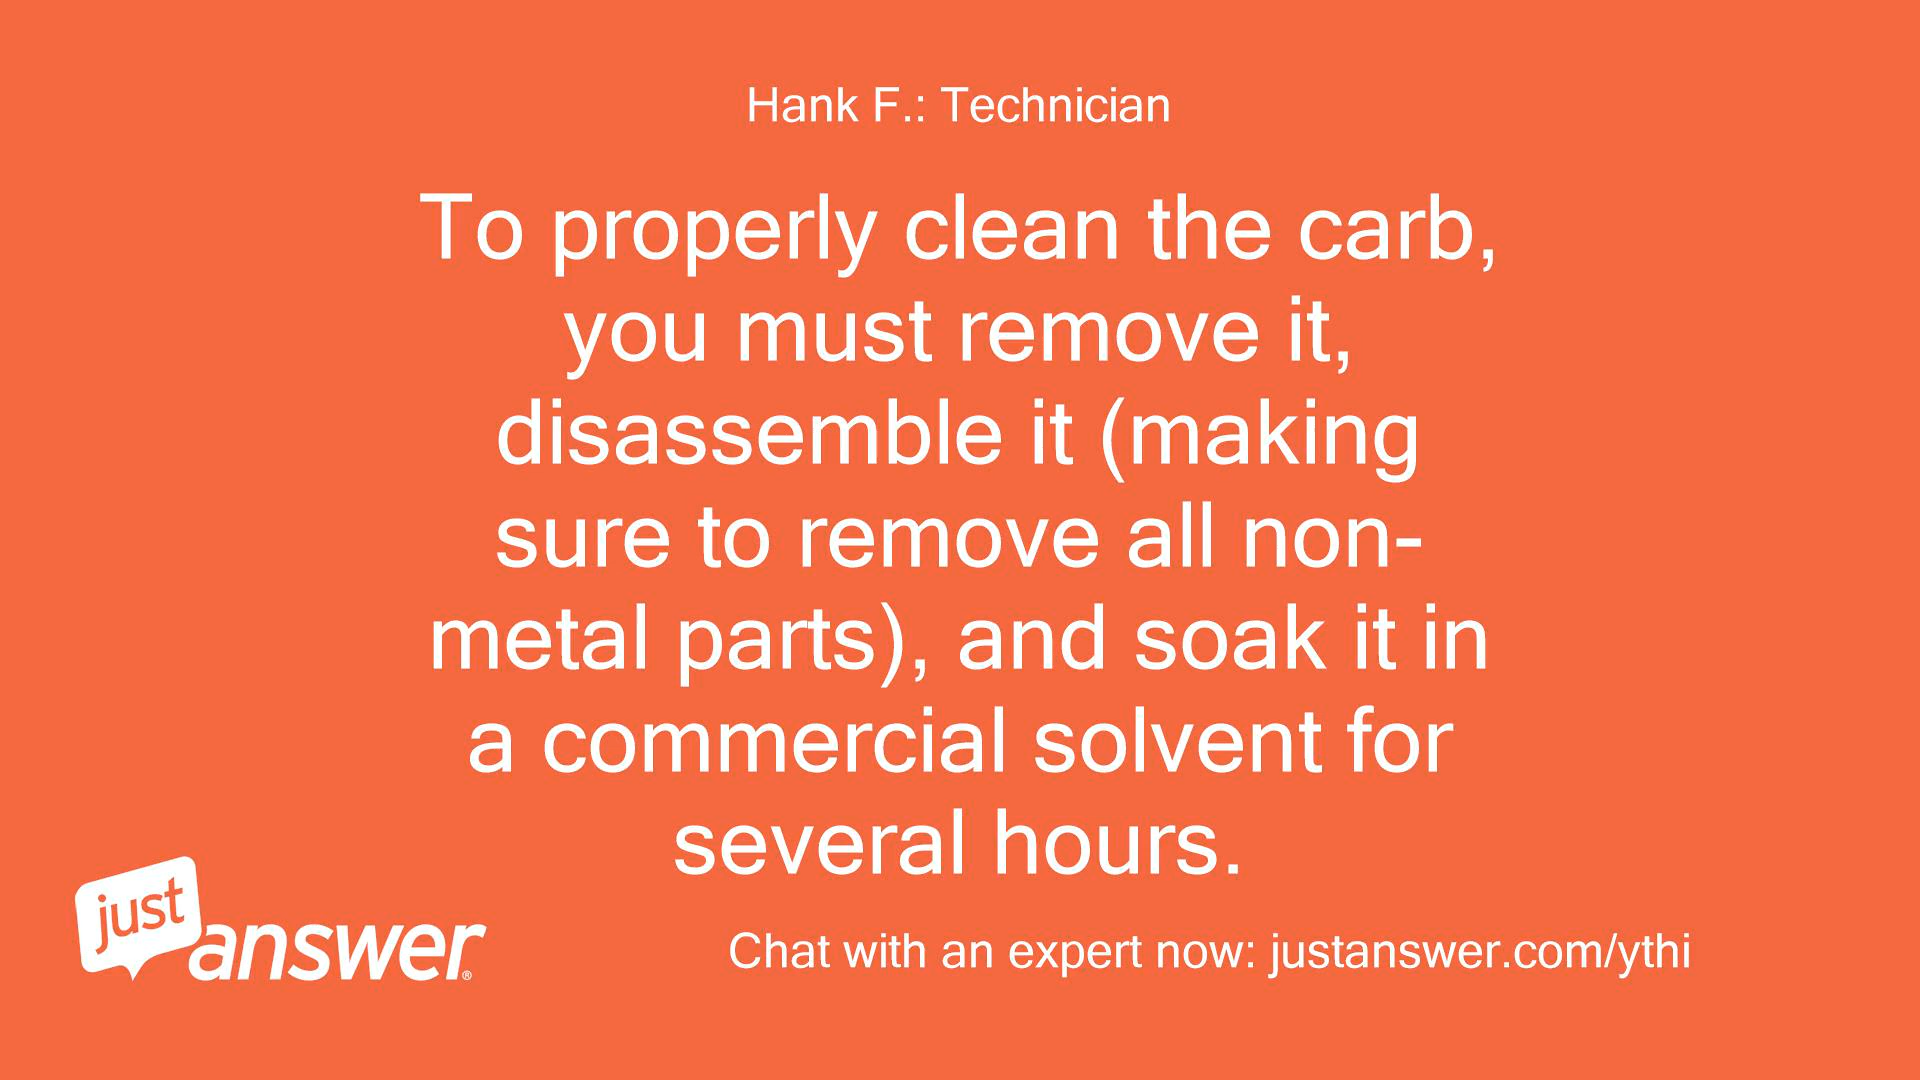 Hank F.: Technician
To properly clean the carb,
you must remove it,
disassemble it (making
sure to remove all non-
metal parts), and soak it in
a commercial solvent for
several hours.
just
answer®
Chat with an expert now: justanswer.com/ythi